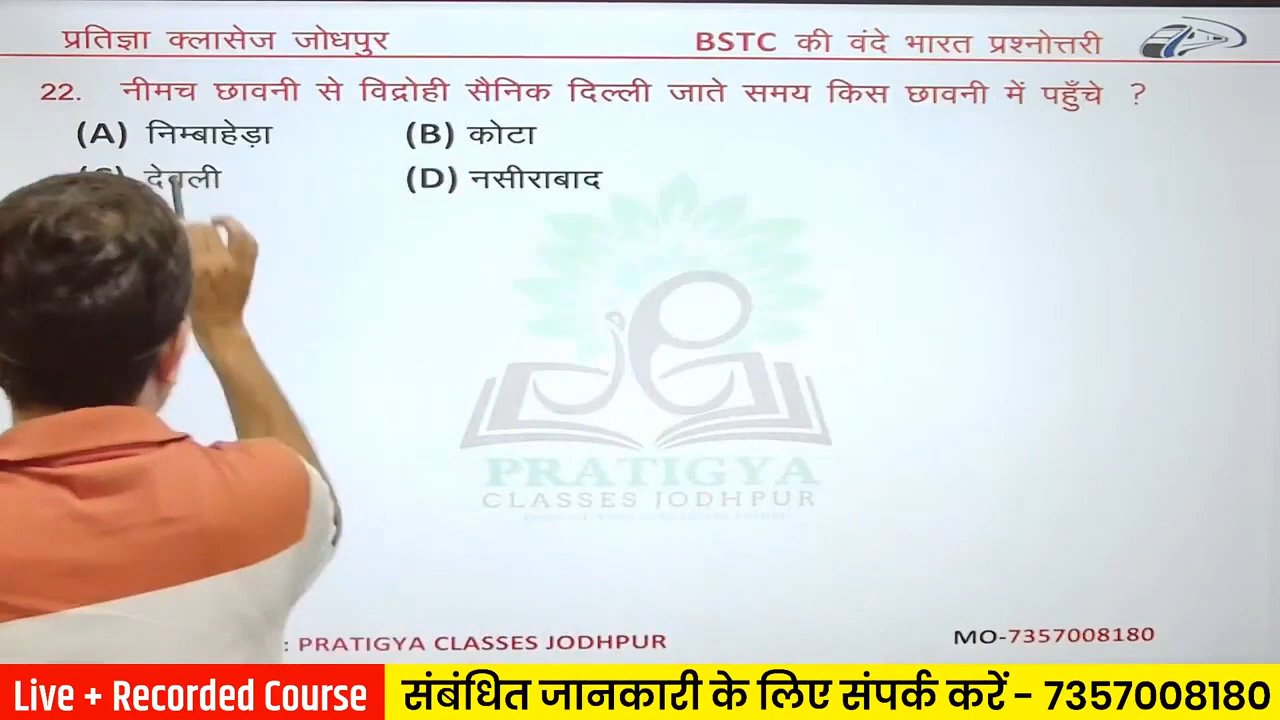 प्रतिज्ञा क्लासेज जोधपुर
BSTC की वंदे भारत प्रश्नोत्तरी
22. नीमच छावनी से विद्रोही सैनिक दिल्ली जाते समय किस छावनी में पहुँचे ?
(A) निम्बाहेड़ा (B) कोटा
(C) देवली (D) नसीराबाद
PRATIGYA
CLASSES JODHPUR
: PRATIGYA CLASSES JODHPUR
MO-7357008180
Live + Recorded Course
संबंधित जानकारी के लिए संपर्क करें - 7357008180